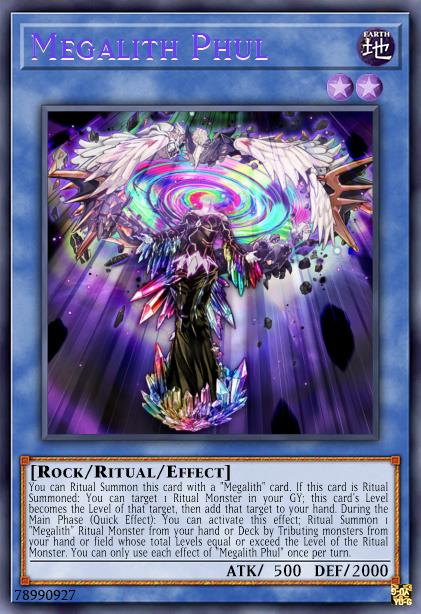 Megalith Phul
EARTH
地
[Rock/Ritual/Effect]
You can Ritual Summon this card with a "Megalith" card. If this card is Ritual
Summoned: You can target 1 Ritual Monster in your GY; this card's Level
becomes the Level of that target, then add that target to your hand. During the
Main Phase (Quick Effect): You can activate this effect; Ritual Summon 1
"Megalith" Ritual Monster from your hand or Deck by Tributing monsters from
your hand or field whose total Levels equal or exceed the Level of the Ritual
Monster. You can only use each effect of "Megalith Phul" once per turn.
ATK/ 500 DEF/2000
78990927